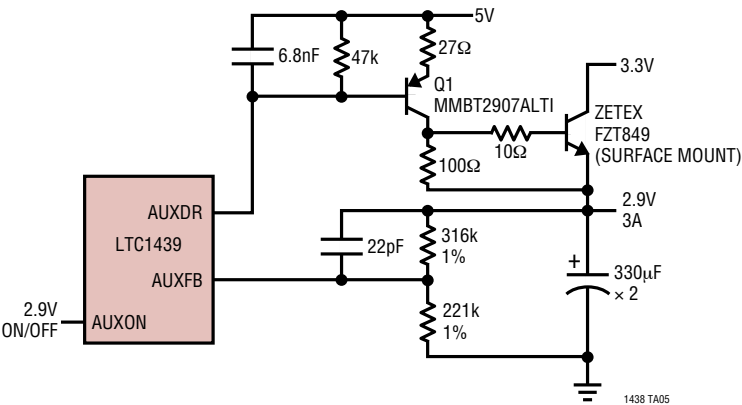 5V
6.8nF
47k
27Ω
Q1
MMBT2907ALTI
3.3V
ZETEX
FZT849
(SURFACE MOUNT)
10Ω
100Ω
AUXDR
LTC1439
AUXFB
AUXON
2.9V
ON/OFF
22pF
316k
1%
221k
1%
2.9V
3A
+
330µF
× 2
1438 TA05